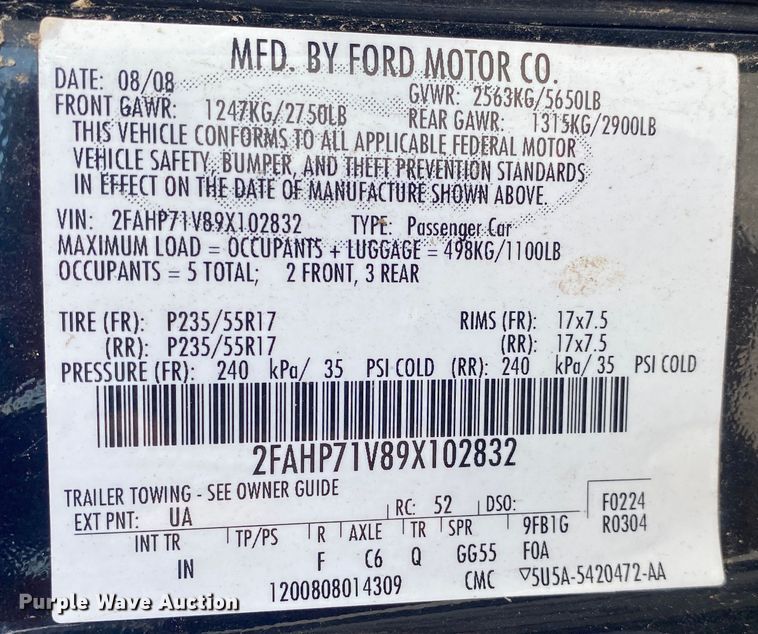 MFD. BY FORD MOTOR CO.
DATE: 08/08 GVWR: 2563KG/5650LB
FRONT GAWR: 1247KG/2750LB REAR GAWR: 1315KG/2900LB
THIS VEHICLE CONFORMS TO ALL APPLICABLE FEDERAL MOTOR
VEHICLE SAFETY, BUMPER, AND THEFT PREVENTION STANDARDS
IN EFFECT ON THE DATE OF MANUFACTURE SHOWN ABOVE.
VIN: 2FAHP71V89X102832 TYPE: Passenger Car
MAXIMUM LOAD = OCCUPANTS + LUGGAGE = 498KG/1100LB
OCCUPANTS = 5 TOTAL; 2 FRONT, 3 REAR
TIRE (FR): P235/55R17 RIMS (FR): 17x7.5
(RR): P235/55R17 (RR): 17x7.5
PRESSURE (FR): 240 kPa/ 35 PSI COLD (RR): 240 kPa/ 35 PSI COLD
2FAHP71V89X102832
TRAILER TOWING - SEE OWNER GUIDE
EXT PNT: UA RC: 52 DSO: F0224
INT TR TP/PS R AXLE TR SPR 9FB1G R0304
IN F C6 Q GG55 F0A
1200808014309 CMC ▽5U5A-5420472-AA
Purple Wave Auction